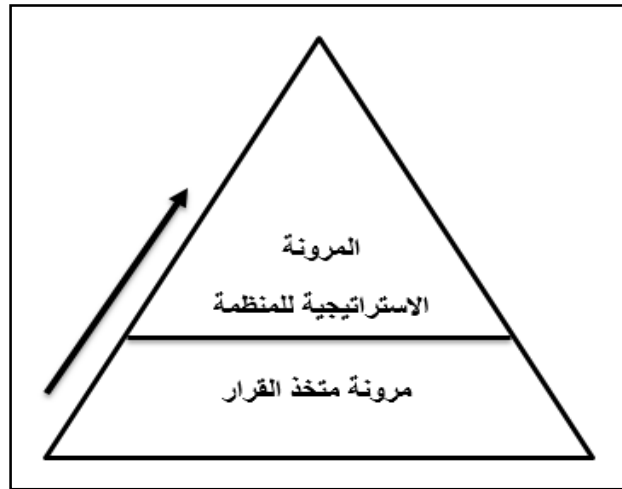 المرونة
الاستراتيجية للمنظمة
مرونة متخذ القرار